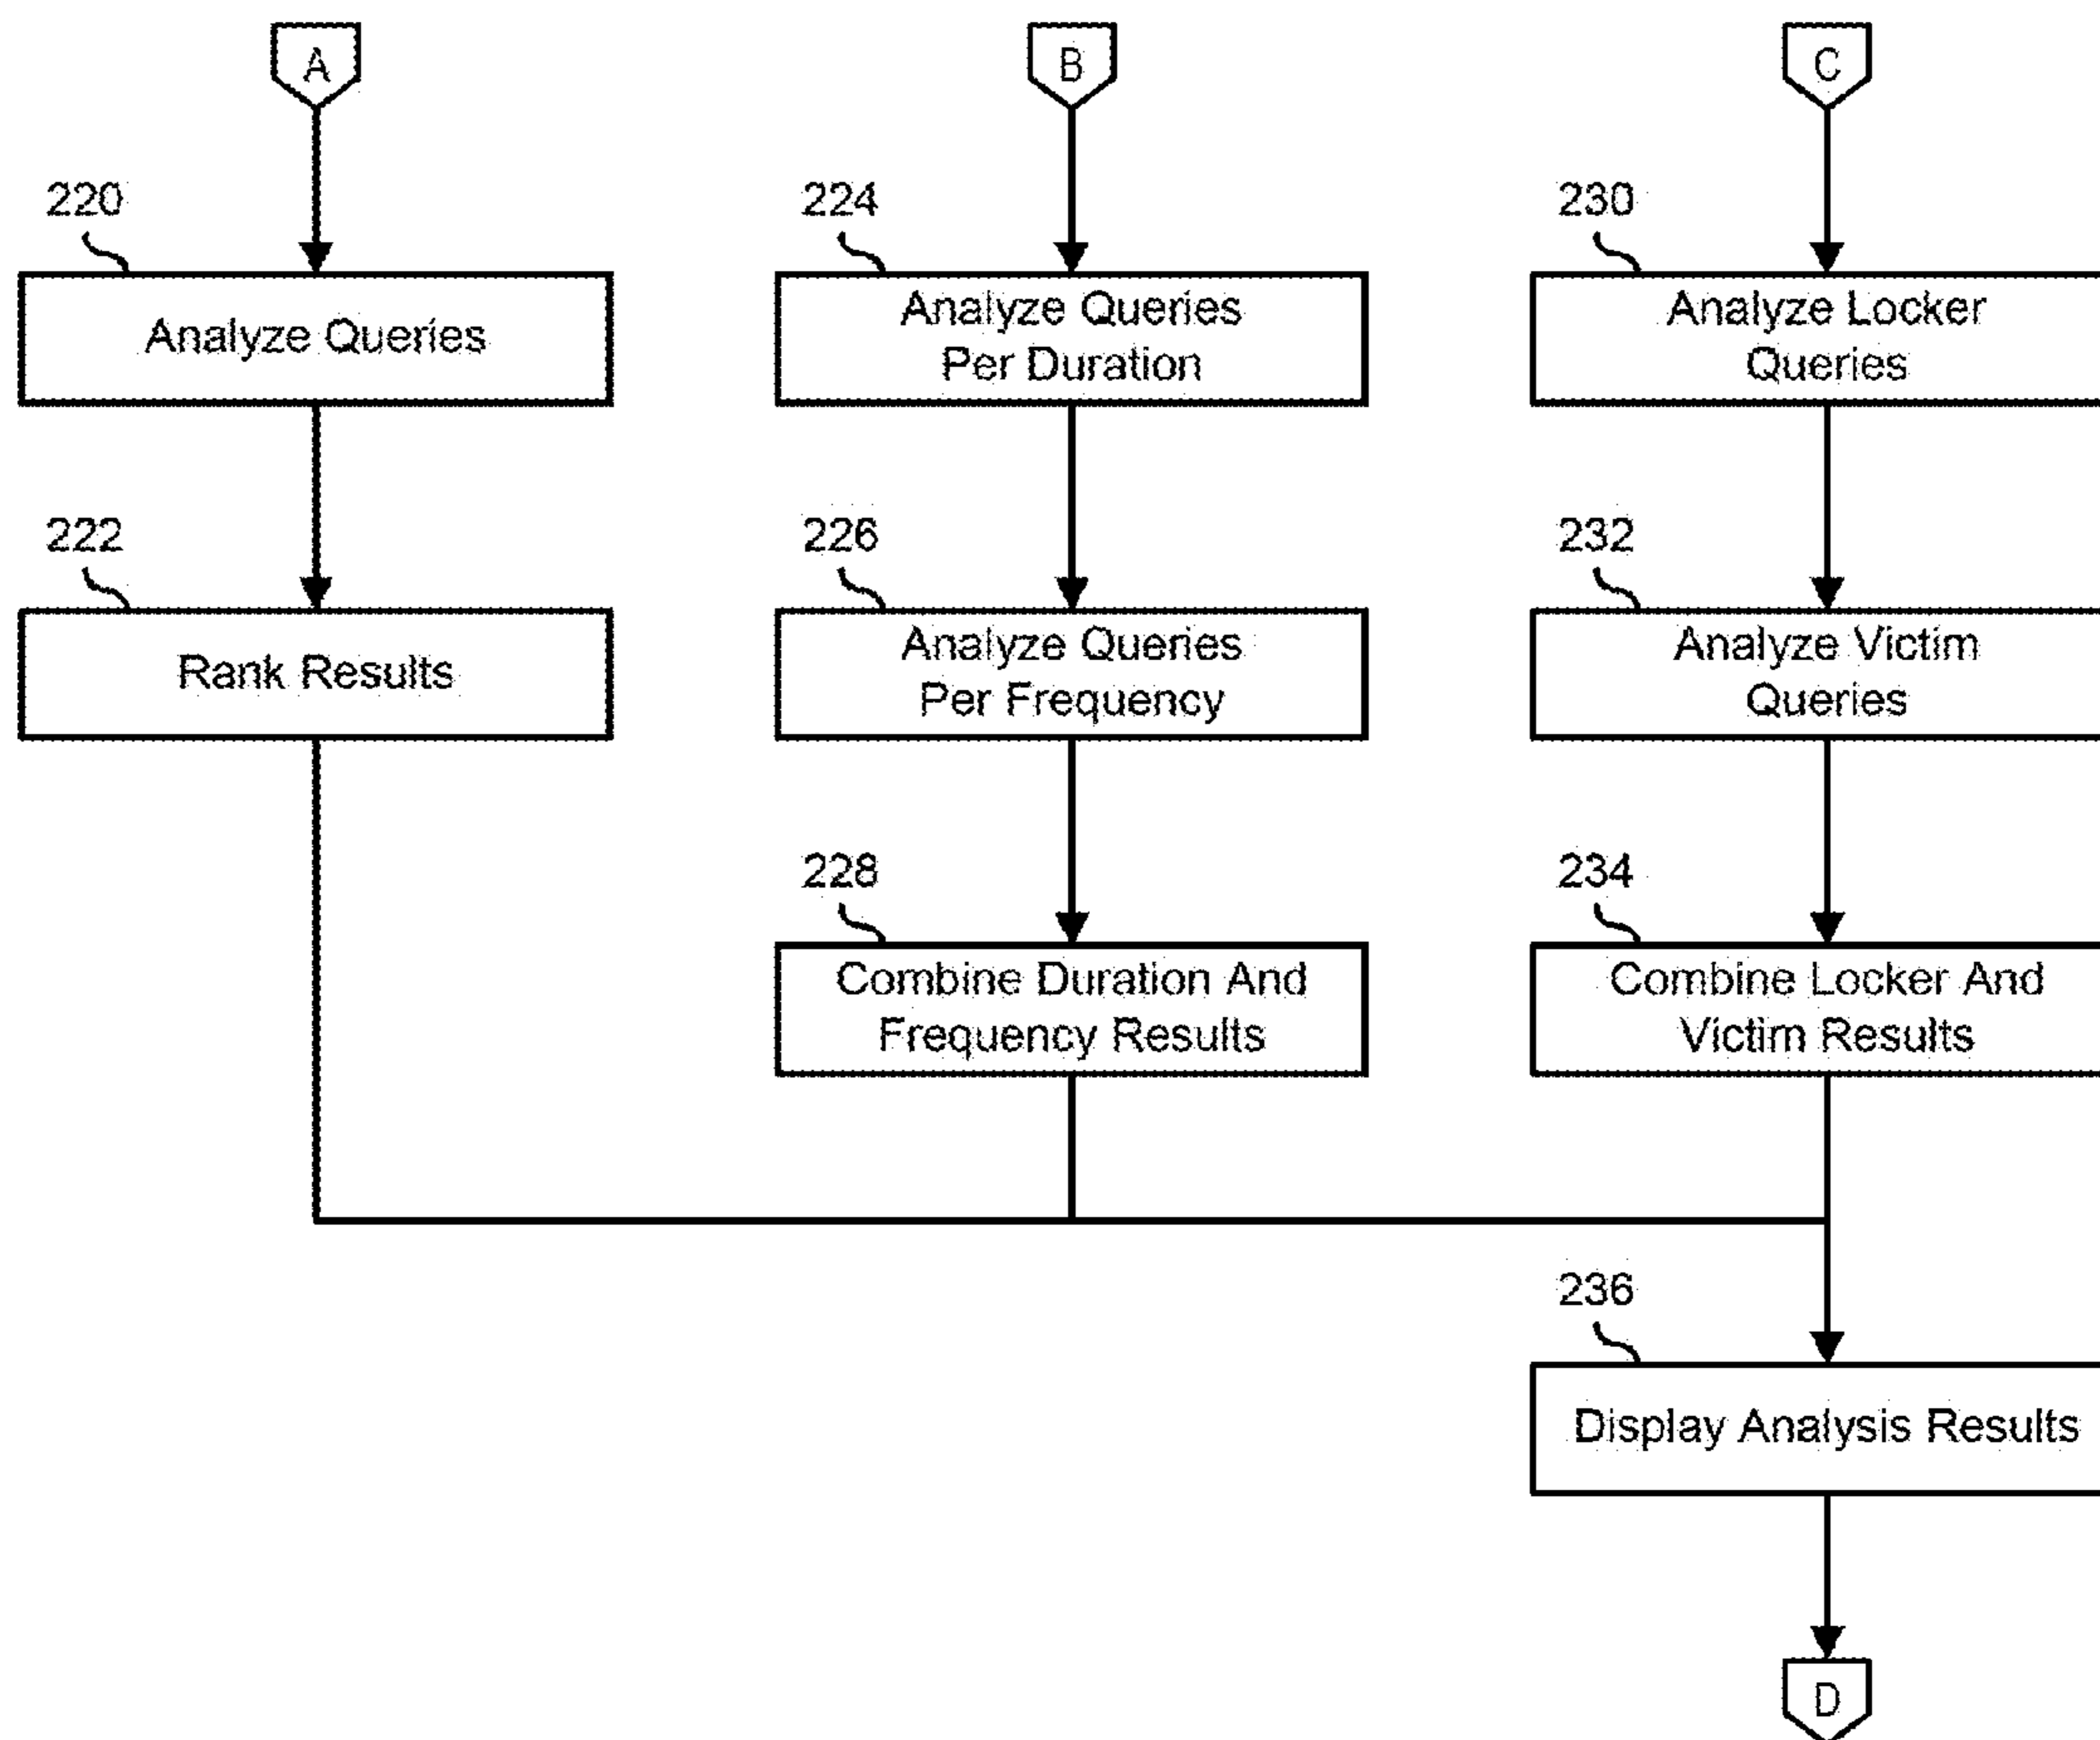 A
B
C
220
224
230
Analyze Queries
Analyze Queries
Per Duration
Analyze Locker
Queries
222
226
232
Rank Results
Analyze Queries
Per Frequency
Analyze Victim
Queries
228
234
Combine Duration And
Frequency Results
Combine Locker And
Victim Results
236
Display Analysis Results
D